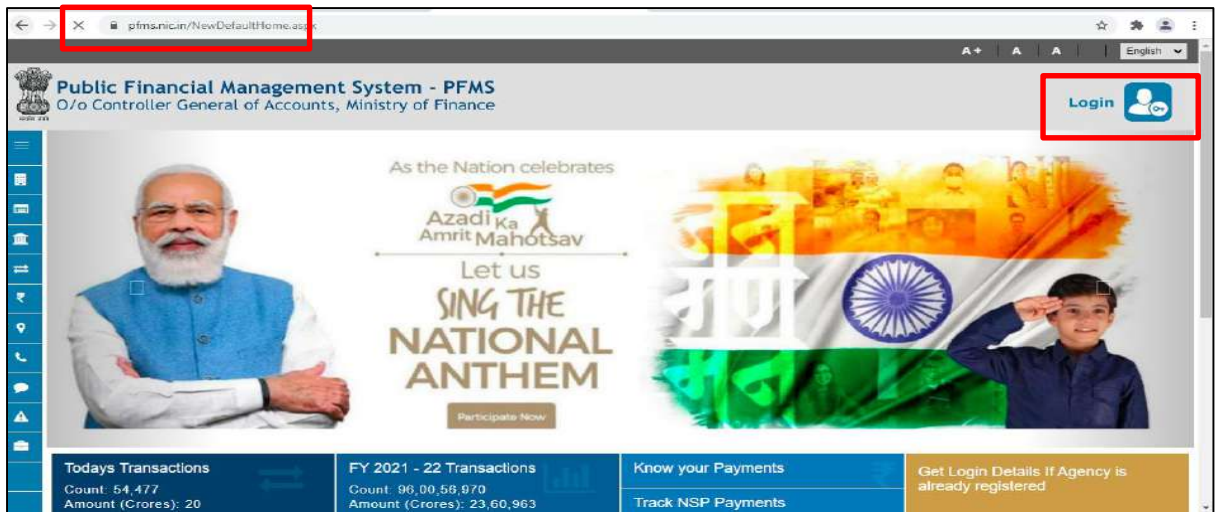 pfms.nic.in/NewDefaultHome.aspx
A+ | A | A | | English
Public Financial Management System - PFMS
O/o Controller General of Accounts, Ministry of Finance
Login
As the Nation celebrates
Azadi Ka
Amrit Mahotsav
Let us
SING THE
NATIONAL
ANTHEM
Participate Now
जन
गण
मन
Todays Transactions
Count: 54,477
Amount (Crores): 20
FY 2021 - 22 Transactions
Count: 96,00,56,970
Amount (Crores): 23,60,963
Know your Payments
Track NSP Payments
Get Login Details If Agency is
already registered